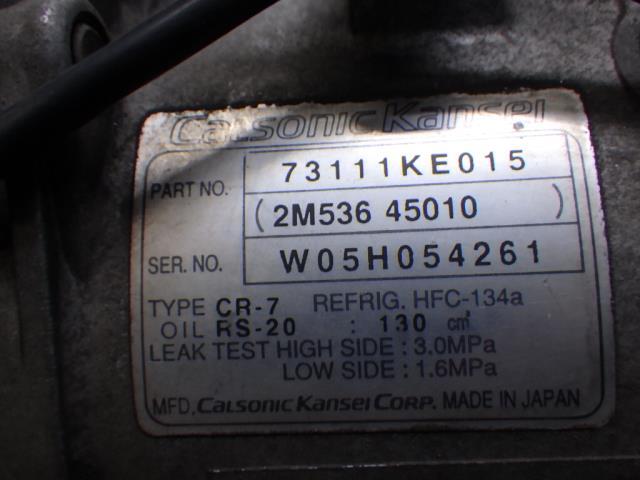 Calsonic Kansei
PART NO. 73111KE015
(2M536 45010)
SER. NO. W05H054261
TYPE CR-7 REFRIG. HFC-134a
OIL RS-20 : 130 cm³
LEAK TEST HIGH SIDE : 3.0MPa
LOW SIDE : 1.6MPa
MFD. CALSONIC KANSEI CORP. MADE IN JAPAN